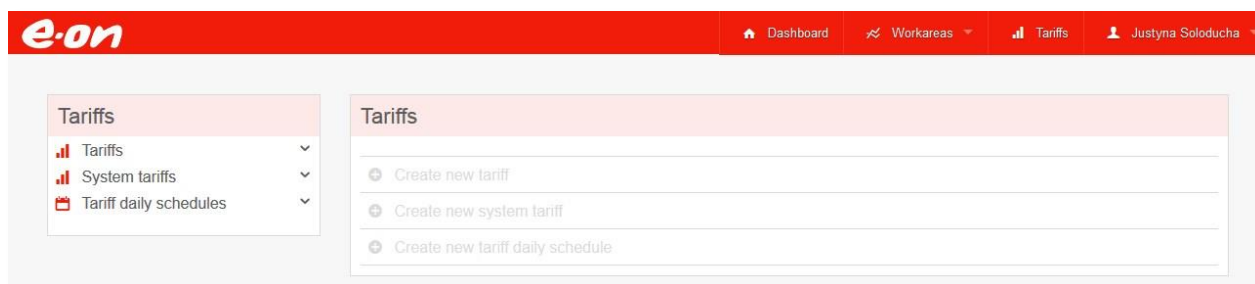 e·on
Dashboard
Workareas
Tariffs
Justyna Soloducha
Tariffs
Tariffs
System tariffs
Tariff daily schedules
Tariffs
Create new tariff
Create new system tariff
Create new tariff daily schedule